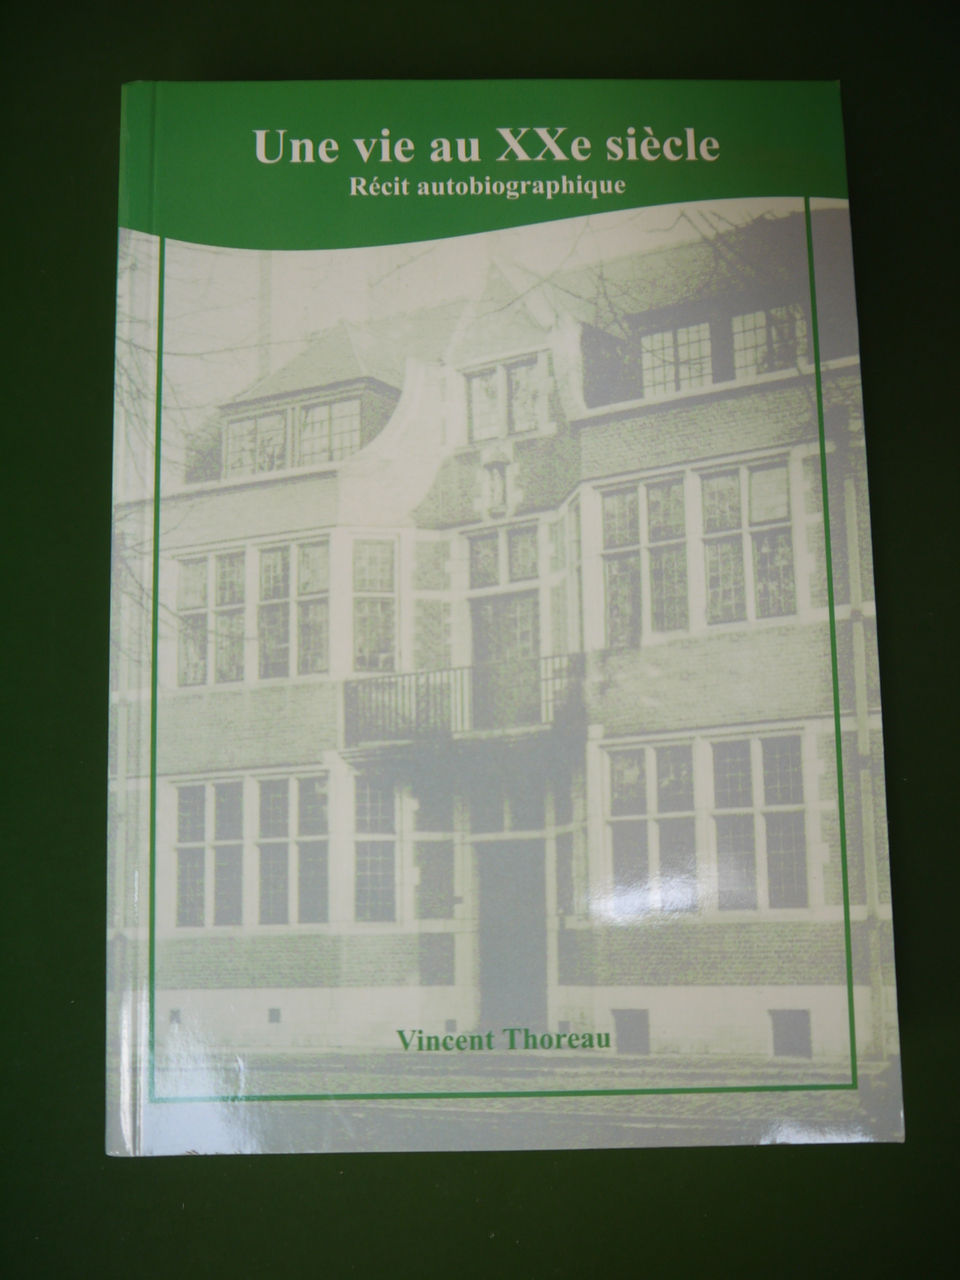 Une vie au XXe siècle
Récit autobiographique
Vincent Thoreau